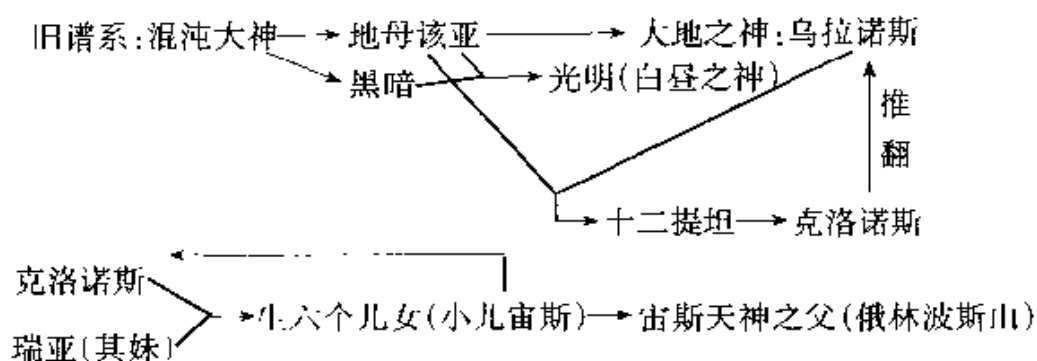 旧谱系:混沌大神 地母该亚 大地之神:乌拉诺斯
黑暗 光明(白昼之神)
推
翻
十二提坦 克洛诺斯
克洛诺斯
生六个儿女(小儿宙斯) 宙斯天神之父(俄林波斯山)
瑞亚(其妹)